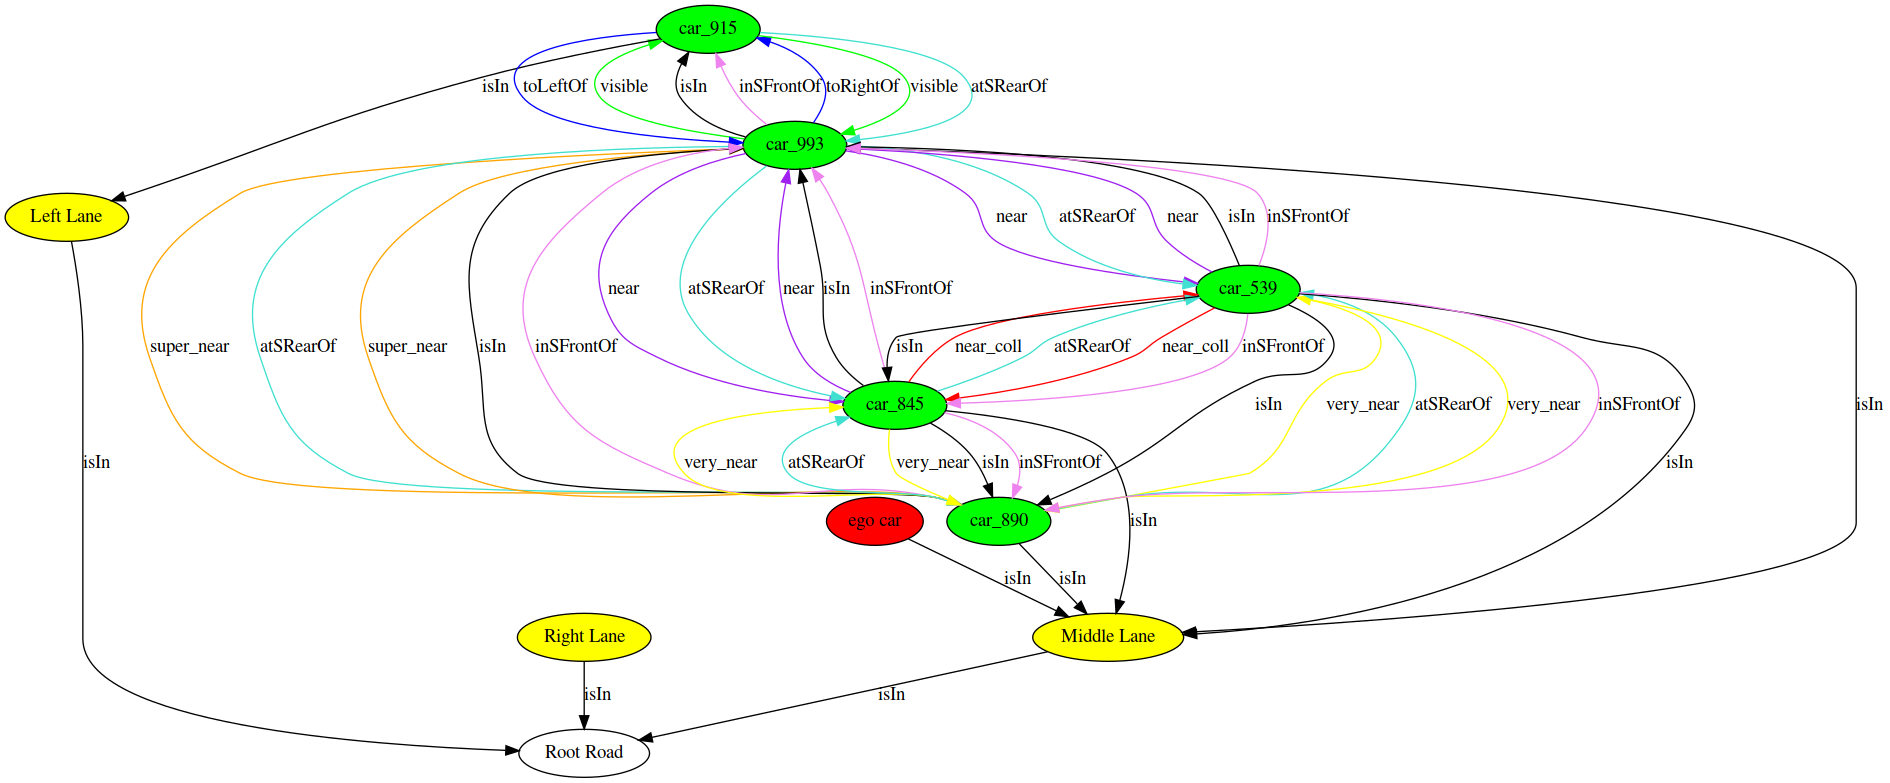 car_915
isIn
toLeftOf
visible
isIn
inSFrontOf
toRightOf
visible
atSRearOf
car_993
Left Lane
near
atSRearOf
near
isIn
inSFrontOf
car_539
near
atSRearOf
near
isIn
inSFrontOf
super_near
atSRearOf
super_near
isIn
inSFrontOf
isIn
near_coll
atSRearOf
near_coll
inSFrontOf
car_845
isIn
very_near
atSRearOf
very_near
inSFrontOf
isIn
isIn
very_near
atSRearOf
very_near
isIn
inSFrontOf
isIn
ego car
car_890
isIn
isIn
isIn
Right Lane
Middle Lane
isIn
isIn
Root Road